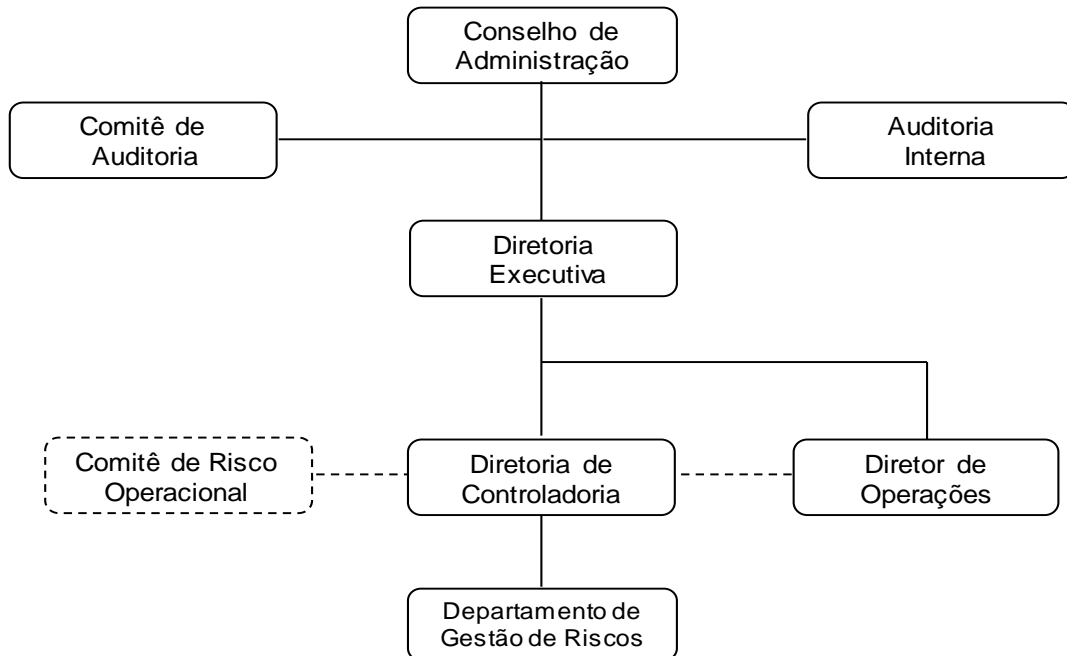 Conselho de
Administração
Comitê de
Auditoria
Auditoria
Interna
Diretoria
Executiva
Comitê de Risco
Operacional
Diretoria de
Controladoria
Diretor de
Operações
Departamento de
Gestão de Riscos